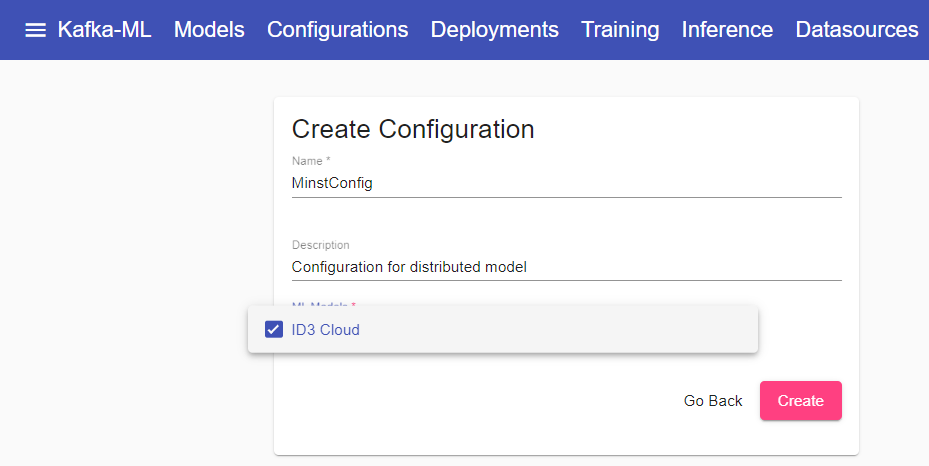 Kafka-ML Models Configurations Deployments Training Inference Datasources
Create Configuration
Name *
MinstConfig
Description
Configuration for distributed model
ML Models *
ID3 Cloud
Go Back Create